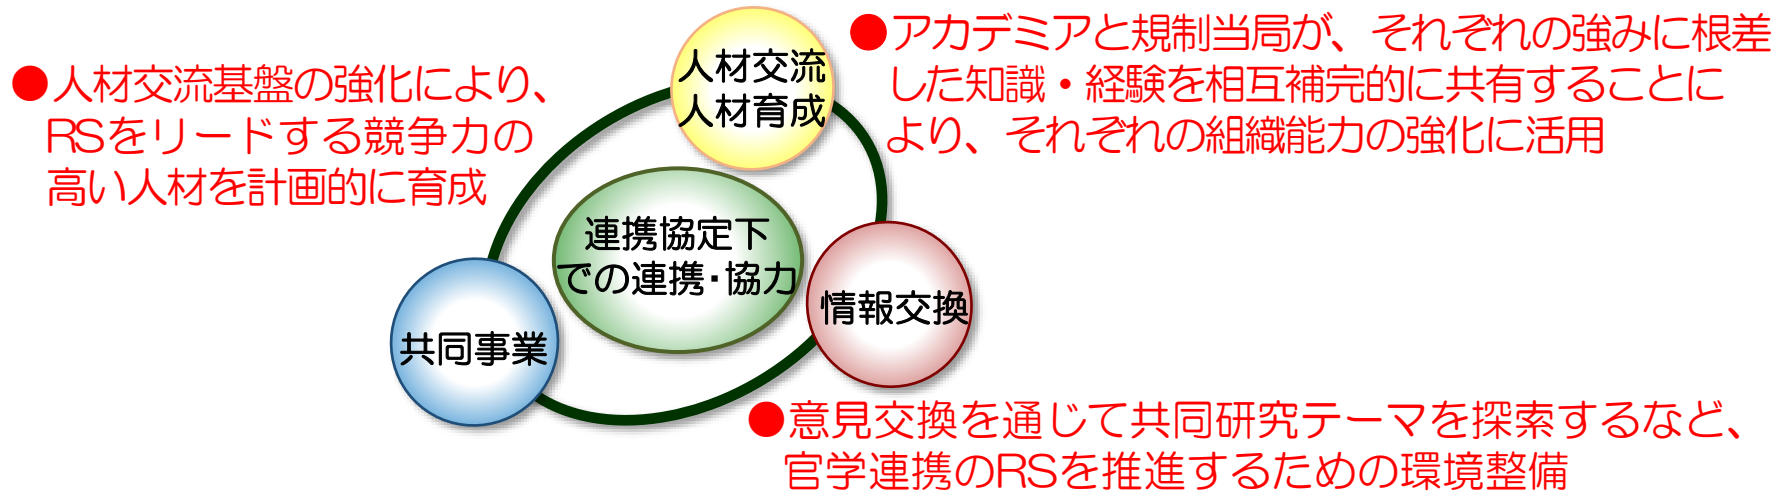 ●人材交流基盤の強化により、
RSをリードする競争力の
高い人材を計画的に育成
人材交流
人材育成
●アカデミアと規制当局が、それぞれの強みに根差
した知識・経験を相互補完的に共有することに
より、それぞれの組織能力の強化に活用
連携協定下
での連携・協力
情報交換
共同事業
●意見交換を通じて共同研究テーマを探索するなど、
官学連携のRSを推進するための環境整備